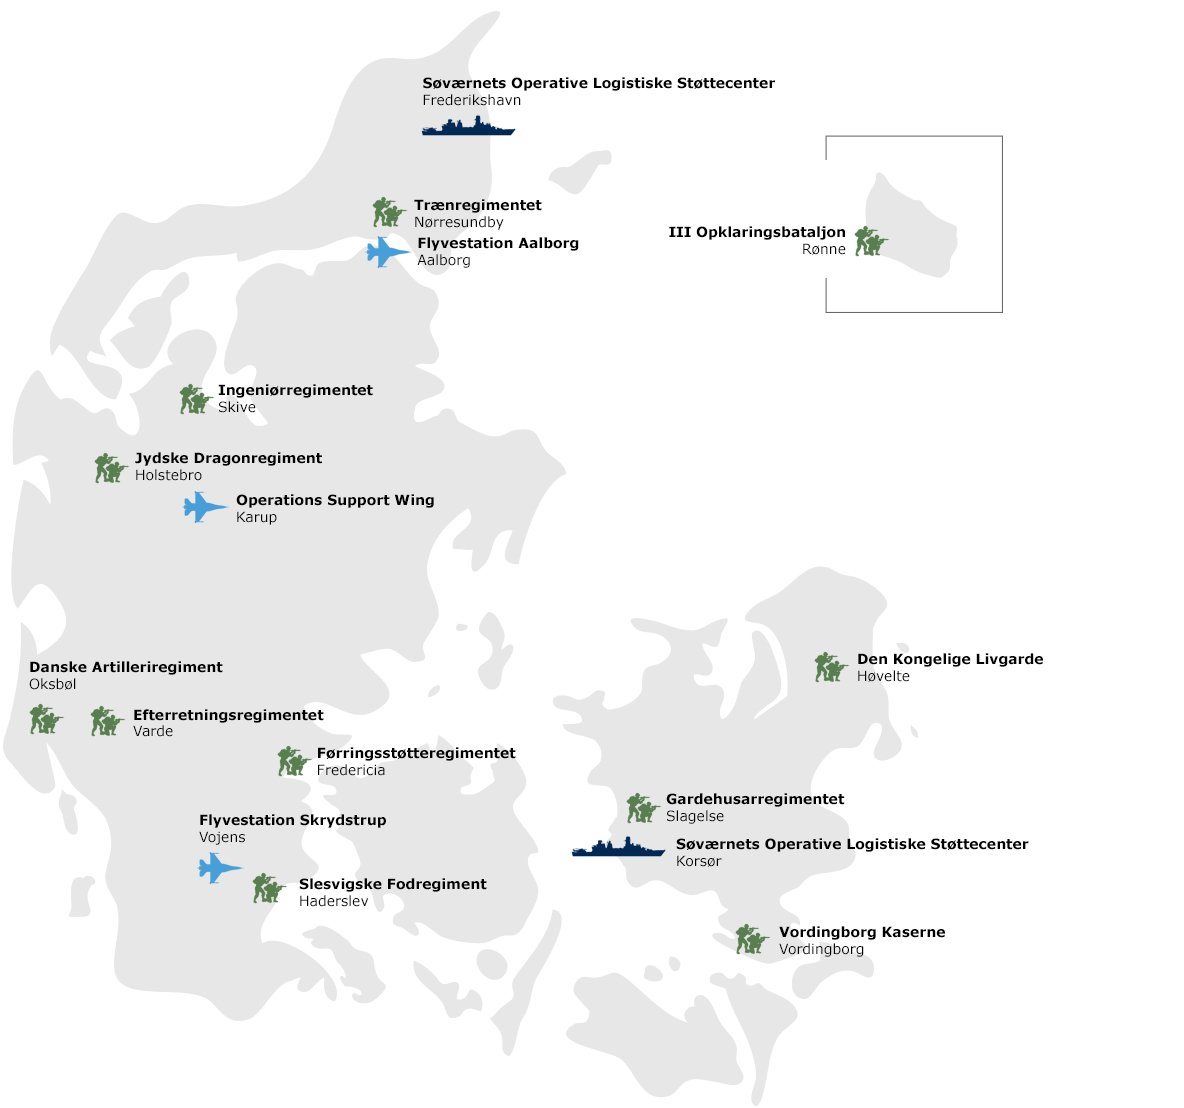 Søværnets Operative Logistiske Støttecenter
Frederikshavn
Trænregimentet
Nørresundby
Flyvestation Aalborg
Aalborg
III Opklaringsbataljon
Rønne
Ingeniørregimentet
Skive
Jydske Dragonregiment
Holstebro
Operations Support Wing
Karup
Danske Artilleriregiment
Oksbøl
Efterretningsregimentet
Varde
Den Kongelige Livgarde
Høvelte
Førringsstøtteregimentet
Fredericia
Gardehusarregimentet
Slagelse
Flyvestation Skrydstrup
Vojens
Søværnets Operative Logistiske Støttecenter
Korsør
Slesvigske Fodregiment
Haderslev
Vordingborg Kaserne
Vordingborg